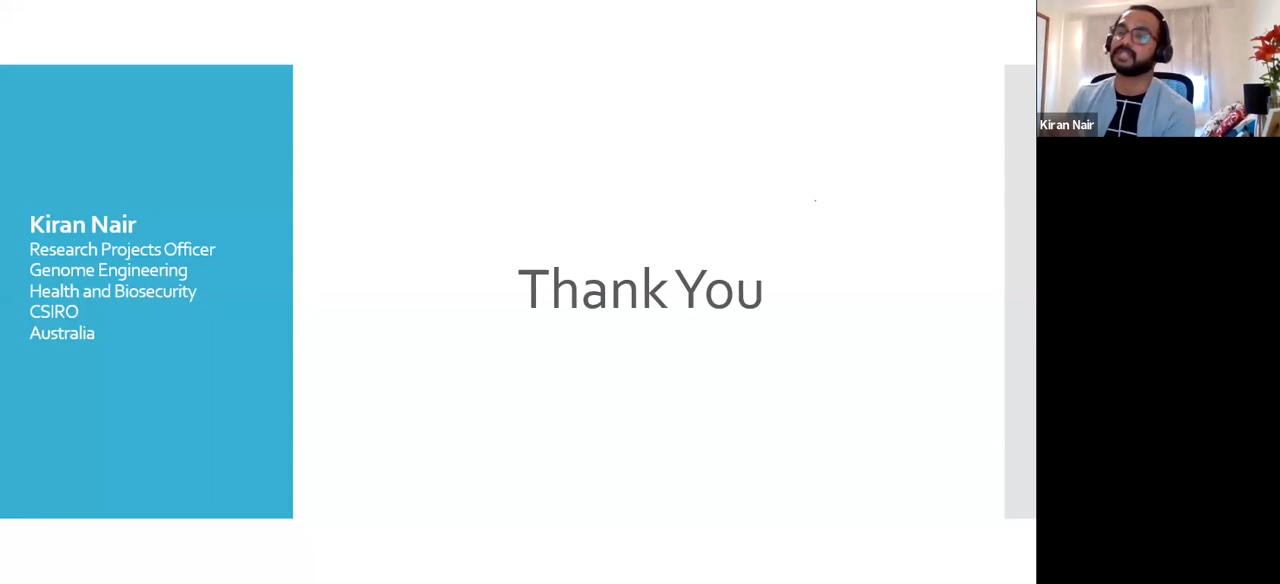 Kiran Nair
Research Projects Officer
Genome Engineering
Health and Biosecurity
CSIRO
Australia
Thank You
Kiran Nair